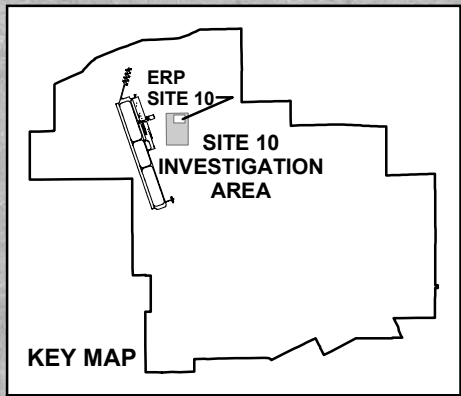 ERP
SITE 10
SITE 10
INVESTIGATION
AREA
KEY MAP